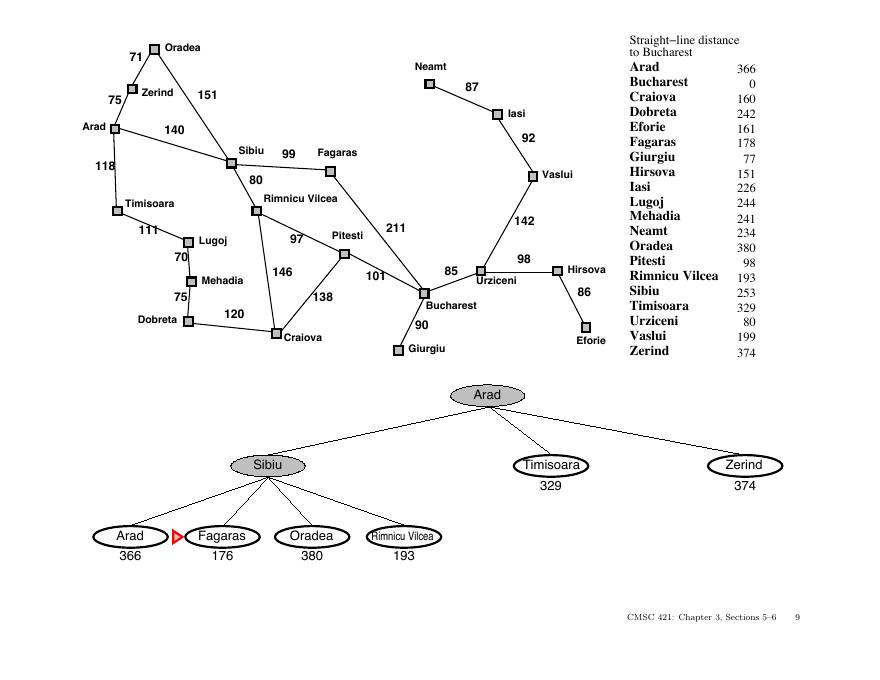 Oradea
71
Neamt
87
Zerind
151
75
Iasi
Arad
140
92
Sibiu
99
Fagaras
118
80
Vaslui
Timisoara
Rimnicu Vilcea
142
111
Lugoj
97
Pitesti
211
70
98
Hirsova
146
101
85
Urziceni
Mehadia
138
86
75
Bucharest
120
Dobreta
90
Craiova
Eforie
Giurgiu
Straight−line distance
to Bucharest
Arad 366
Bucharest 0
Craiova 160
Dobreta 242
Eforie 161
Fagaras 178
Giurgiu 77
Hirsova 151
Iasi 226
Lugoj 244
Mehadia 241
Neamt 234
Oradea 380
Pitesti 98
Rimnicu Vilcea 193
Sibiu 253
Timisoara 329
Urziceni 80
Vaslui 199
Zerind 374
Arad
Sibiu Timisoara Zerind
329 374
Arad Fagaras Oradea Rimnicu Vilcea
366 176 380 193
CMSC 421: Chapter 3, Sections 5–6 9